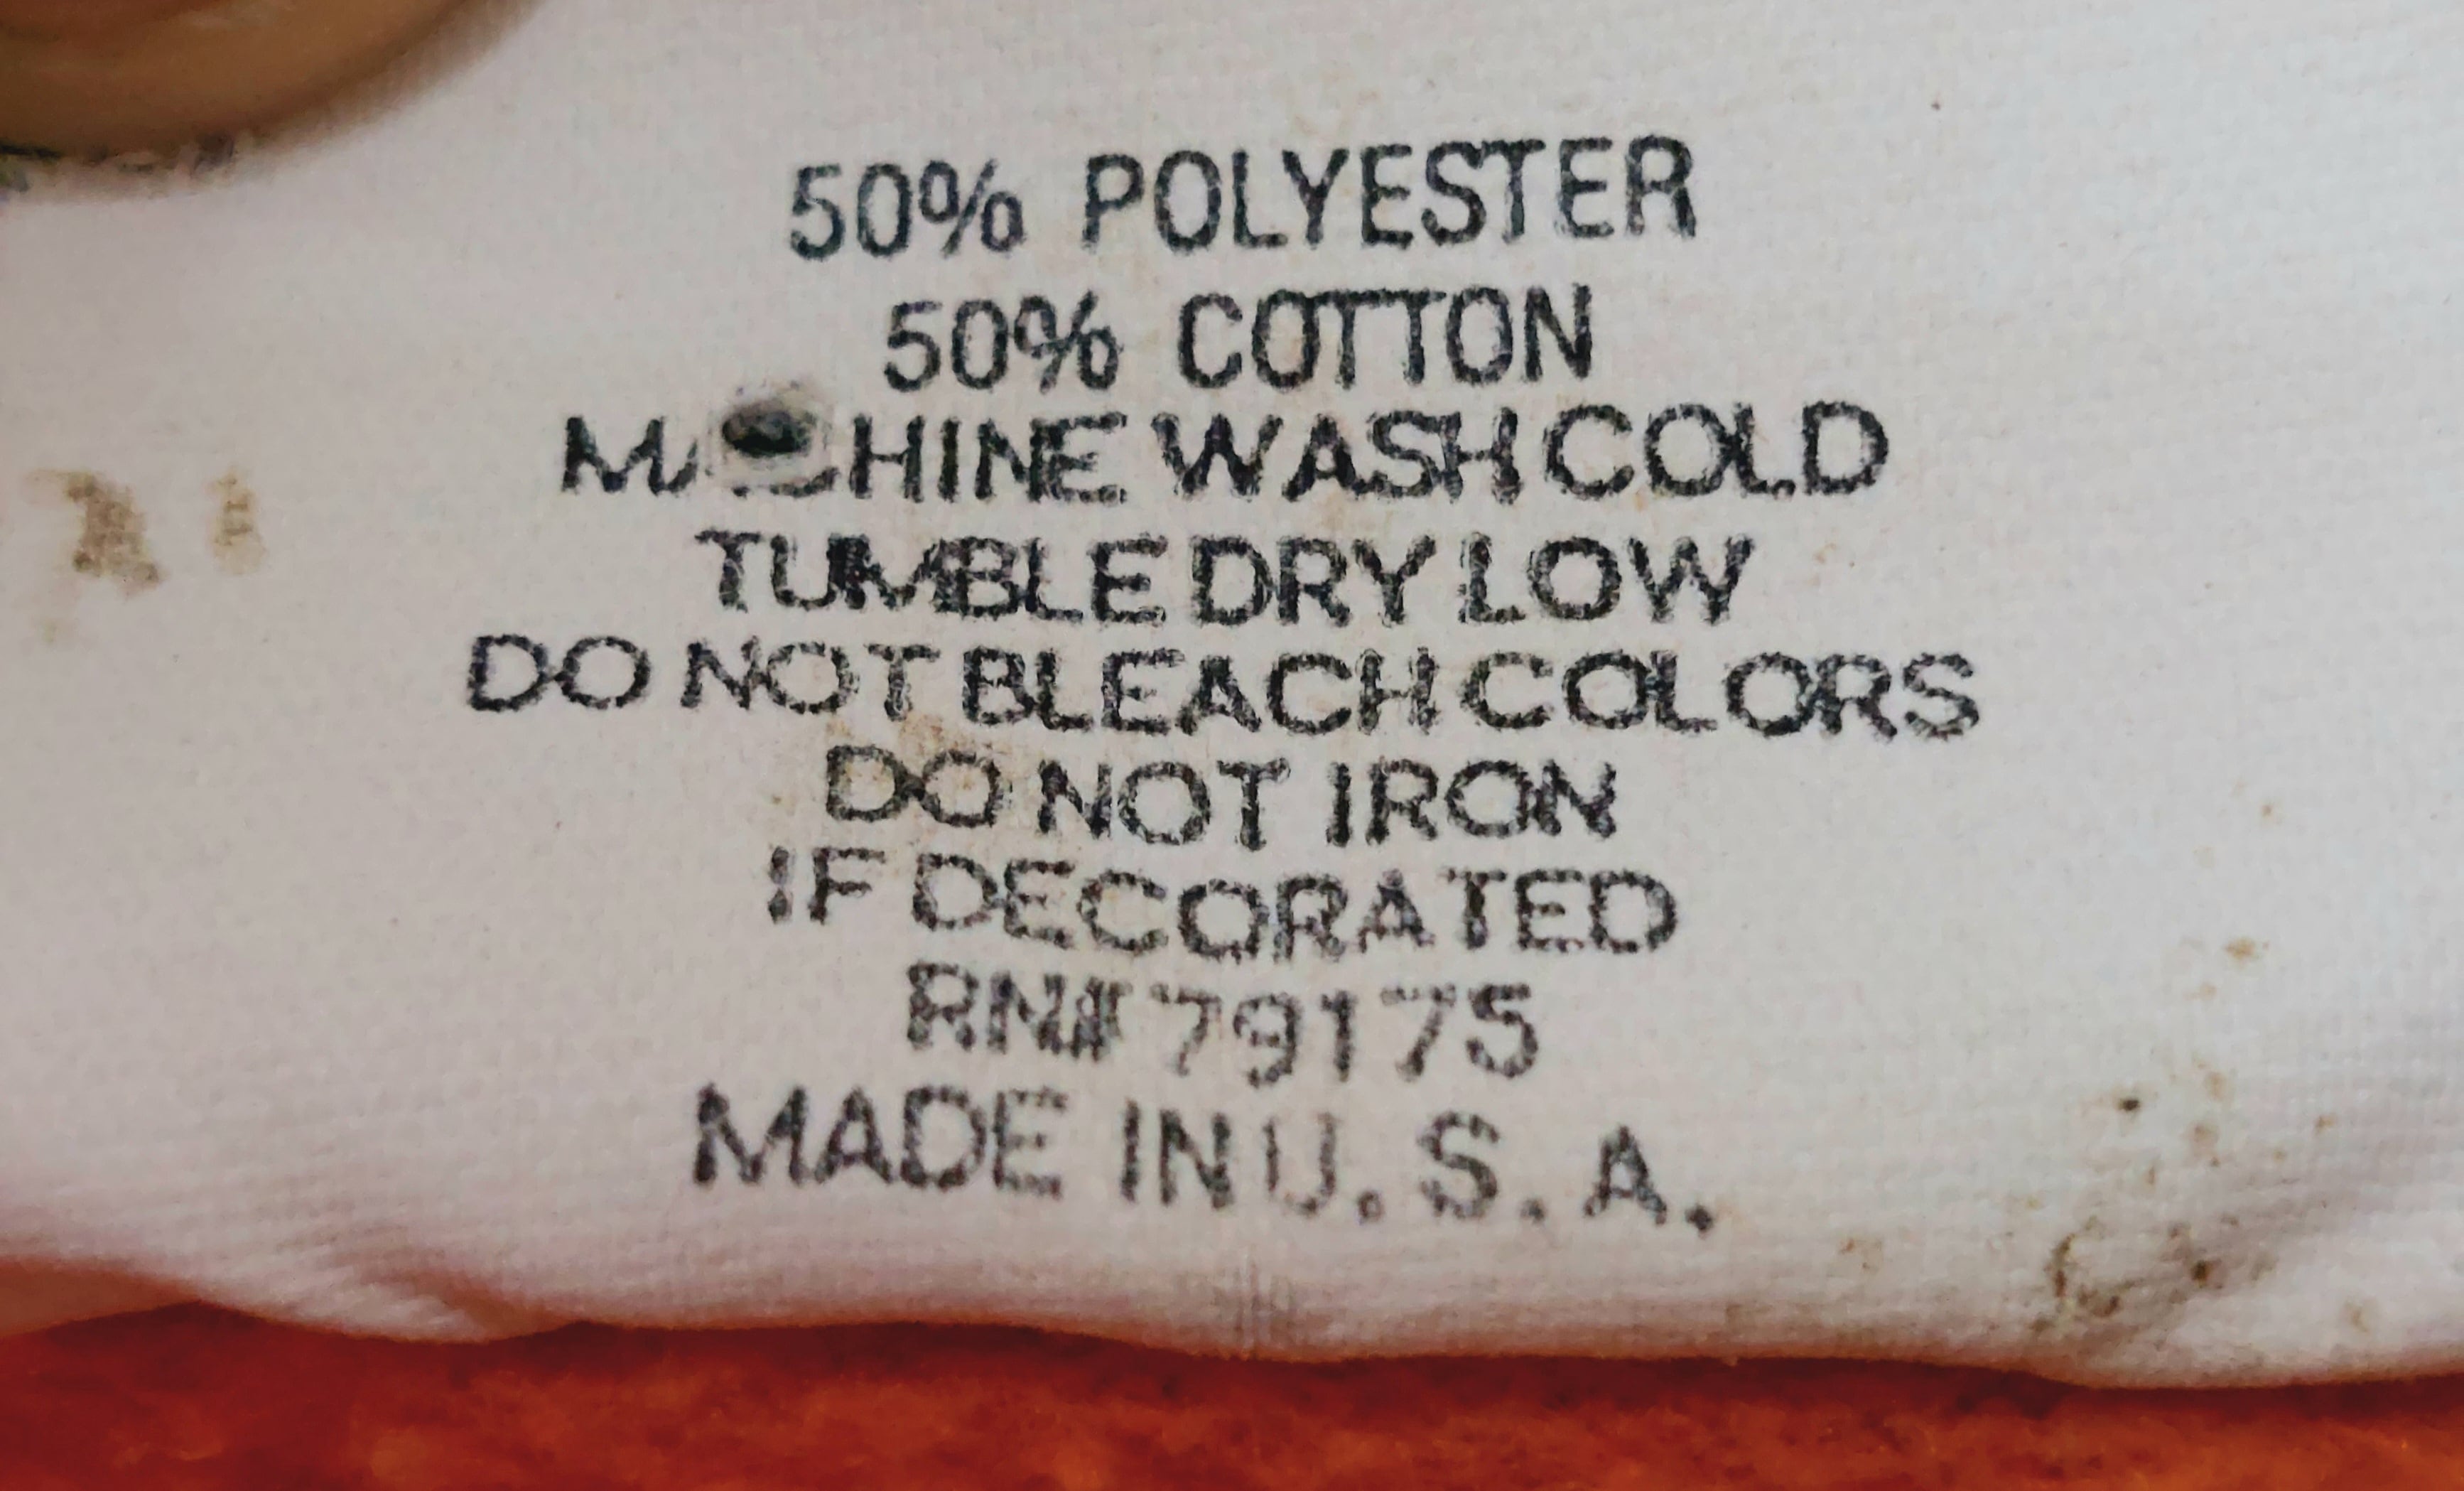 50% POLYESTER
50% COTTON
MACHINE WASH COLD
TUMBLE DRY LOW
DO NOT BLEACH COLORS
DO NOT IRON
IF DECORATED
RN# 79175
MADE IN U.S.A.